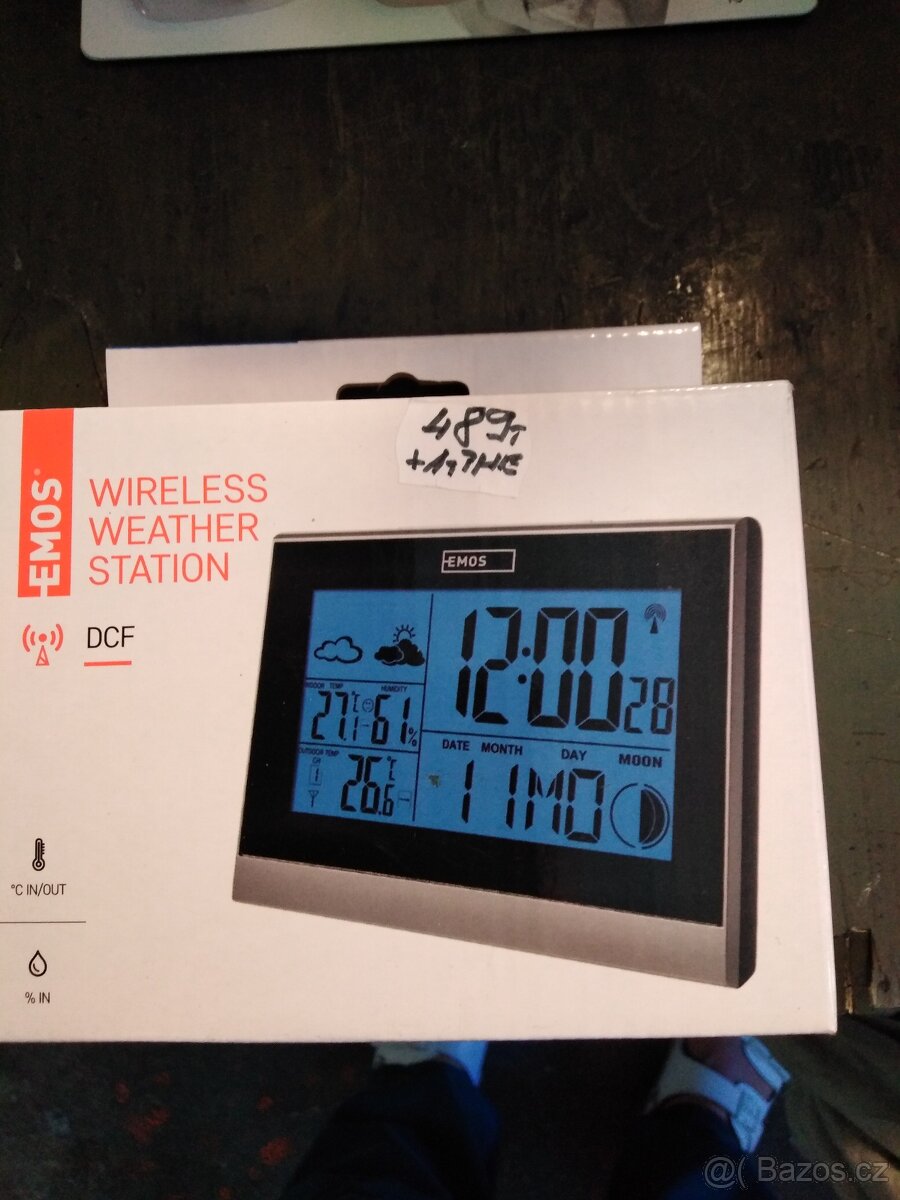 489,-
EMOS
WIRELESS
WEATHER
STATION
DCF
°C IN/OUT
% IN
EMOS
12:00 28
INDOOR TEMP HUMIDITY
27.1 °C 61%
OUTDOOR TEMP
CH
1
26.6 °C
DATE MONTH DAY MOON
1 1 MO
@( Bazos.cz